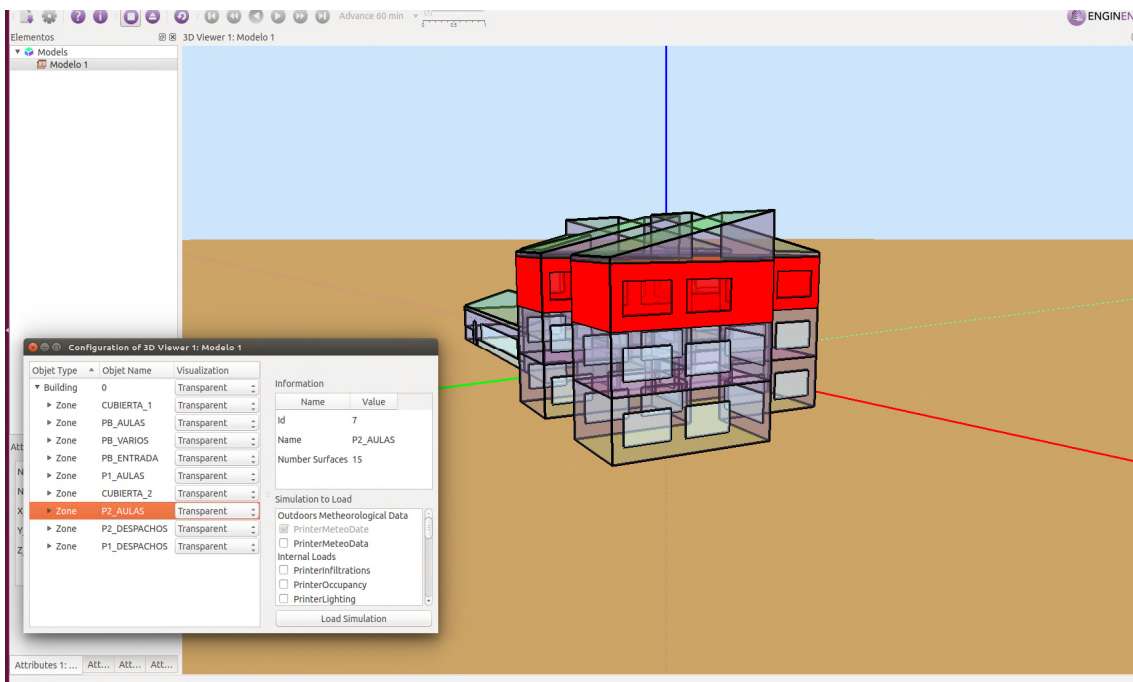 Advance 60 min
0.5
ENGINEN
Elementos
3D Viewer 1: Modelo 1
Models
Modelo 1
Configuration of 3D Viewer 1: Modelo 1
Objet Type Objet Name Visualization
Building 0 Transparent
Zone CUBIERTA_1 Transparent
Zone PB_AULAS Transparent
Zone PB_VARIOS Transparent
Zone PB_ENTRADA Transparent
Zone P1_AULAS Transparent
Zone CUBIERTA_2 Transparent
Zone P2_AULAS Transparent
Zone P2_DESPACHOS Transparent
Zone P1_DESPACHOS Transparent
Information
Name Value
Id 7
Name P2_AULAS
Number Surfaces 15
Simulation to Load
Outdoors Metheorological Data
PrinterMeteoDate
PrinterMeteoData
Internal Loads
PrinterInfiltrations
PrinterOccupancy
PrinterLighting
Load Simulation
Att
N
N
X
Y
Z
Attributes 1: ... Att... Att... Att...